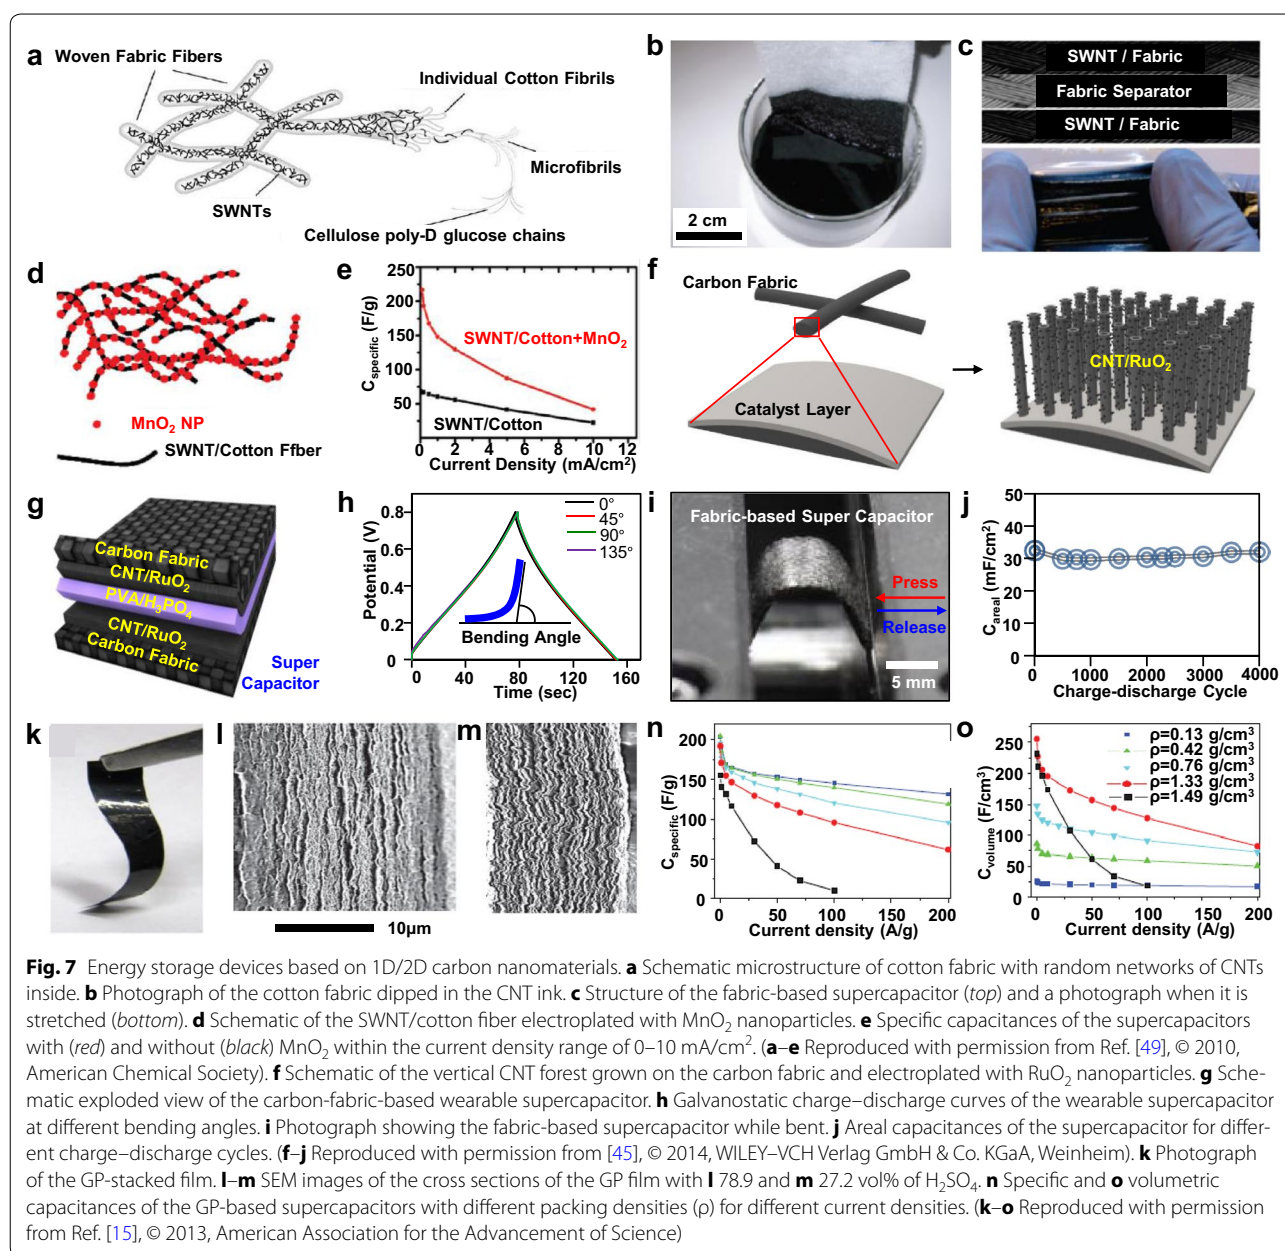 a
Woven Fabric Fibers
Individual Cotton Fibrils
Microfibrils
SWNTs
Cellulose poly-D glucose chains
b
2 cm
c
SWNT / Fabric
Fabric Separator
SWNT / Fabric
d
MnO₂ NP
SWNT/Cotton Ffber
e
C_specific (F/g)
250
200
150
100
50
SWNT/Cotton+MnO₂
SWNT/Cotton
0 2 4 6 8 10 12
Current Density (mA/cm²)
f
Carbon Fabric
Catalyst Layer
CNT/RuO₂
g
Carbon Fabric
CNT/RuO₂
PVA/H₃PO₄
CNT/RuO₂
Carbon Fabric
Super
Capacitor
h
Potential (V)
0.8
0.6
0.4
0.2
0
0°
45°
90°
135°
Bending Angle
0 40 80 120 160
Time (sec)
i
Fabric-based Super Capacitor
Press
Release
5 mm
j
C_areal (mF/cm²)
50
40
30
20
10
0
0 1000 2000 3000 4000
Charge-discharge Cycle
k
l
10μm
m
n
C_specific (F/g)
200
150
100
50
0
0 50 100 150 200
Current density (A/g)
o
C_volume (F/cm³)
250
200
150
100
50
0
ρ=0.13 g/cm³
ρ=0.42 g/cm³
ρ=0.76 g/cm³
ρ=1.33 g/cm³
ρ=1.49 g/cm³
0 50 100 150 200
Current density (A/g)
Fig. 7 Energy storage devices based on 1D/2D carbon nanomaterials. a Schematic microstructure of cotton fabric with random networks of CNTs
inside. b Photograph of the cotton fabric dipped in the CNT ink. c Structure of the fabric-based supercapacitor (top) and a photograph when it is
stretched (bottom). d Schematic of the SWNT/cotton fiber electroplated with MnO₂ nanoparticles. e Specific capacitances of the supercapacitors
with (red) and without (black) MnO₂ within the current density range of 0–10 mA/cm². (a–e Reproduced with permission from Ref. [49], © 2010,
American Chemical Society). f Schematic of the vertical CNT forest grown on the carbon fabric and electroplated with RuO₂ nanoparticles. g Sche-
matic exploded view of the carbon-fabric-based wearable supercapacitor. h Galvanostatic charge–discharge curves of the wearable supercapacitor
at different bending angles. i Photograph showing the fabric-based supercapacitor while bent. j Areal capacitances of the supercapacitor for differ-
ent charge–discharge cycles. (f–j Reproduced with permission from [45], © 2014, WILEY–VCH Verlag GmbH & Co. KGaA, Weinheim). k Photograph
of the GP-stacked film. l–m SEM images of the cross sections of the GP film with l 78.9 and m 27.2 vol% of H₂SO₄. n Specific and o volumetric
capacitances of the GP-based supercapacitors with different packing densities (ρ) for different current densities. (k–o Reproduced with permission
from Ref. [15], © 2013, American Association for the Advancement of Science)